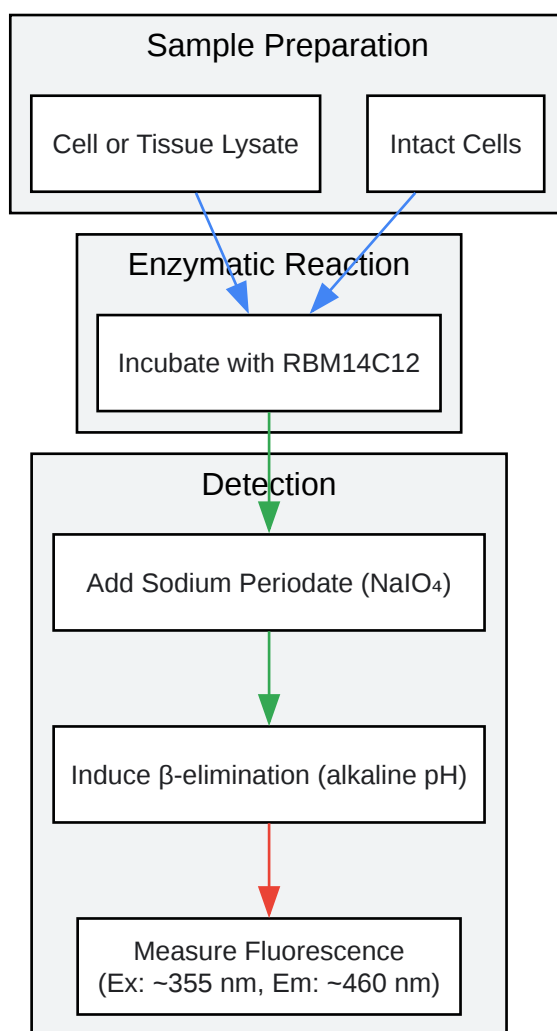 Sample Preparation
Cell or Tissue Lysate
Intact Cells
Enzymatic Reaction
Incubate with RBM14C12
Detection
Add Sodium Periodate (NaIO₄)
Induce β-elimination (alkaline pH)
Measure Fluorescence
(Ex: ~355 nm, Em: ~460 nm)